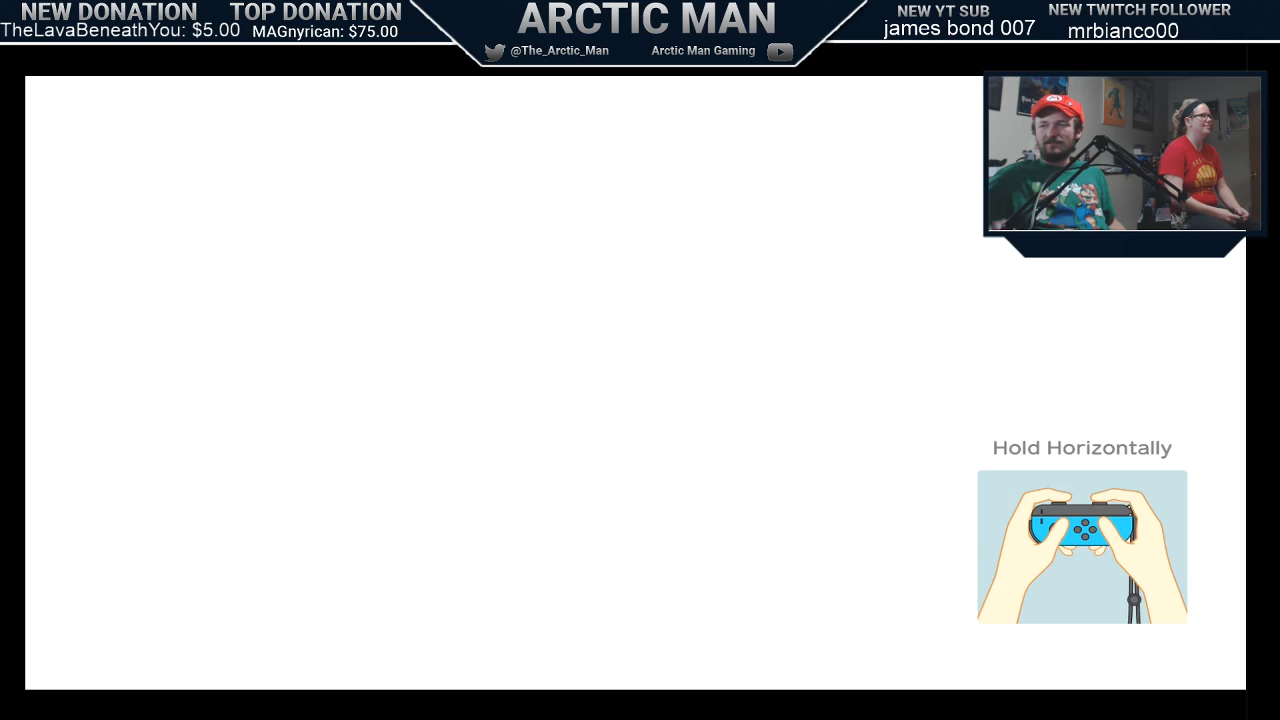 NEW DONATION
TheLavaBeneathYou: $5.00
TOP DONATION
MAGnyrican: $75.00
ARCTIC MAN
@The_Arctic_Man
Arctic Man Gaming
NEW YT SUB
james bond 007
NEW TWITCH FOLLOWER
mrbianco00
Hold Horizontally